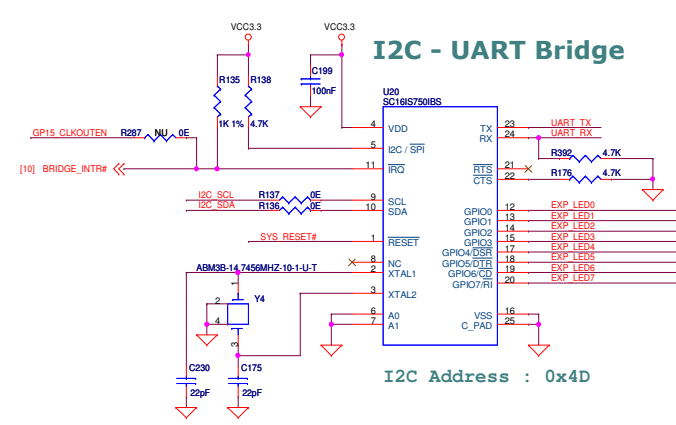 I2C - UART Bridge
VCC3.3
VCC3.3
R135
R138
1K 1%
4.7K
C199
100nF
U20
SC16IS750IBS
GP15_CLKOUTEN
R287
NU
0E
[10] BRIDGE_INTR#
4
VDD
5
I2C / SPI
11
IRQ
I2C_SCL
R137
0E
9
SCL
I2C_SDA
R136
0E
10
SDA
SYS_RESET#
1
RESET
8
NC
2
XTAL1
3
XTAL2
6
A0
7
A1
TX
23
UART_TX
RX
24
UART_RX
R392
4.7K
RTS
21
CTS
22
R176
4.7K
GPIO0
12
EXP_LED0
GPIO1
13
EXP_LED1
GPIO2
14
EXP_LED2
GPIO3
15
EXP_LED3
GPIO4/DSR
17
EXP_LED4
GPIO5/DTR
18
EXP_LED5
GPIO6/CD
19
EXP_LED6
GPIO7/RI
20
EXP_LED7
VSS
16
C_PAD
25
ABM3B-14.7456MHZ-10-1-U-T
1
Y4
2
4
3
C230
22pF
C175
22pF
I2C Address : 0x4D